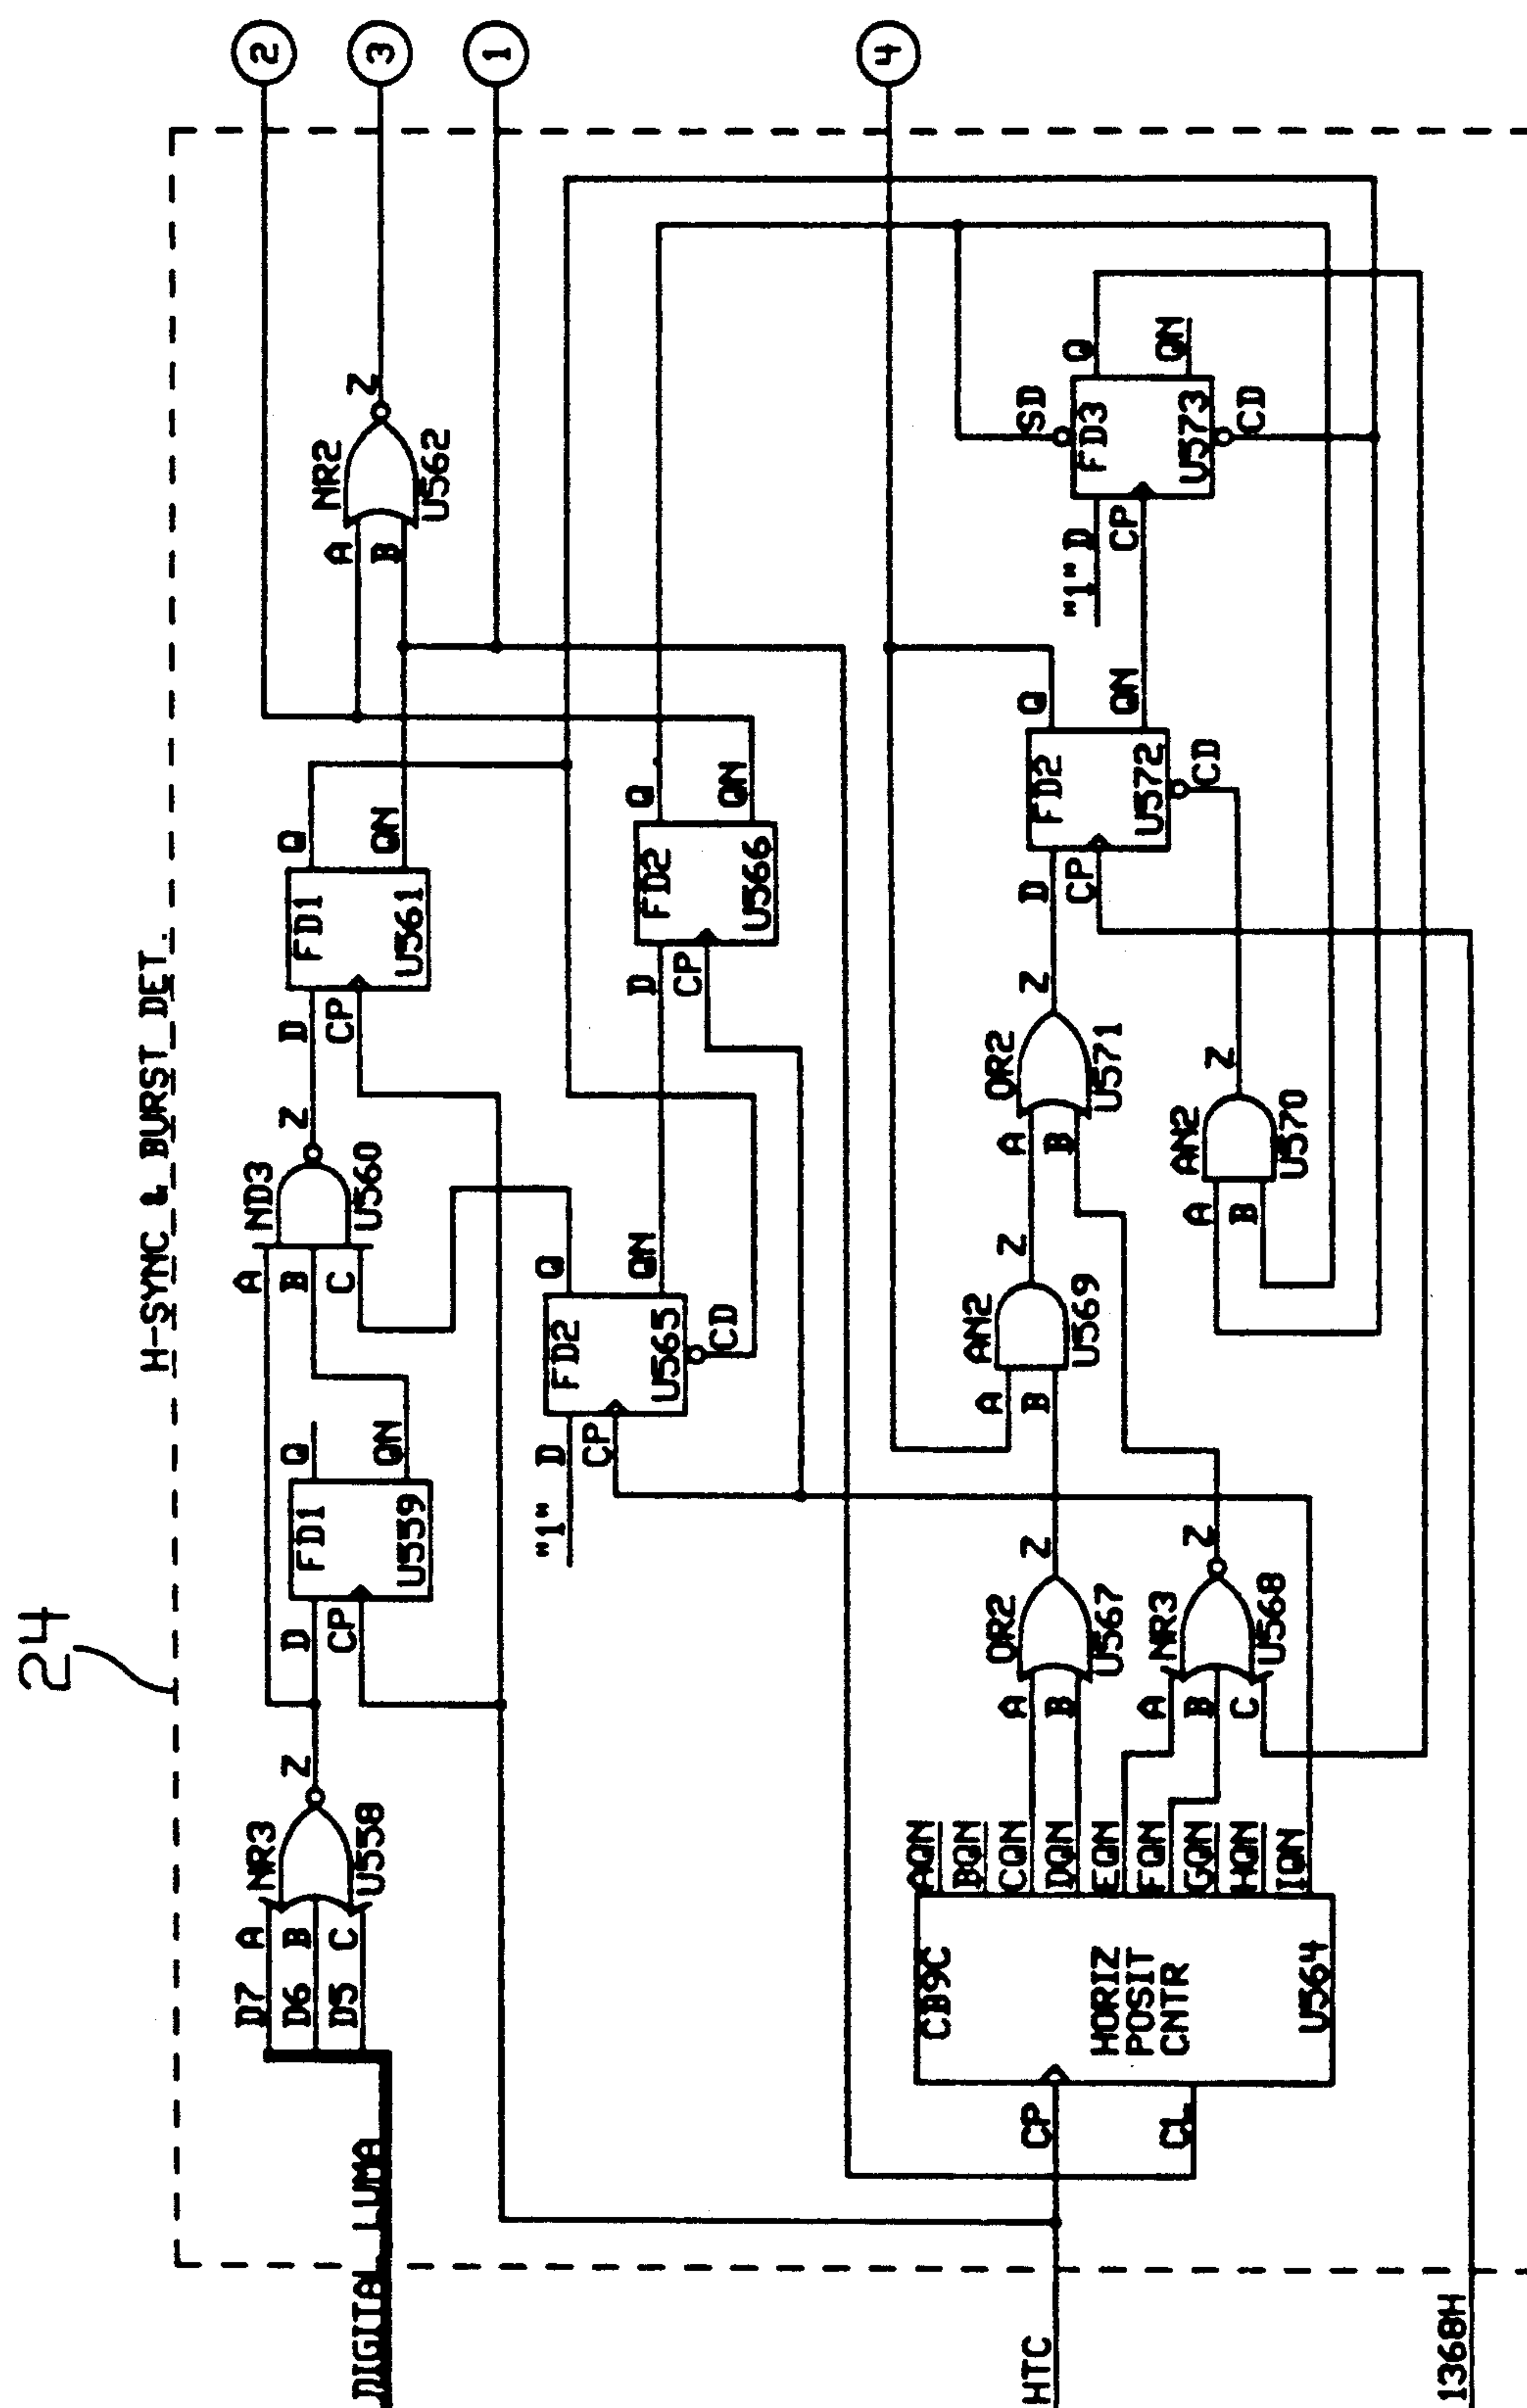 24
H-SYNC & BURST DET.
DIGITAL LUMA
D7 A
D6 B
D5 C
NR3
U558
Z
D
CP
FD1
U559
Q
QN
A
B
C
ND3
U560
Z
D
CP
FD1
U561
Q
QN
A
B
NR2
U562
Z
2
3
1
4
"1" D
CP
FD2
U565
Q
QN
CD
D
CP
FD2
U566
Q
QN
HTC
CP
CL
CB9C
HORIZ
POSIT
CNTR
U564
AQN
BQN
CQN
DQN
EQN
FQN
GQN
HQN
IQN
A
B
OR2
U567
Z
A
B
C
NR3
U568
Z
A
B
AN2
U569
Z
A
B
OR2
U571
Z
A
B
AN2
U570
Z
D
CP
FD2
U572
Q
QN
CD
"1" D
CP
SD
FD3
U573
Q
QN
CD
1368H